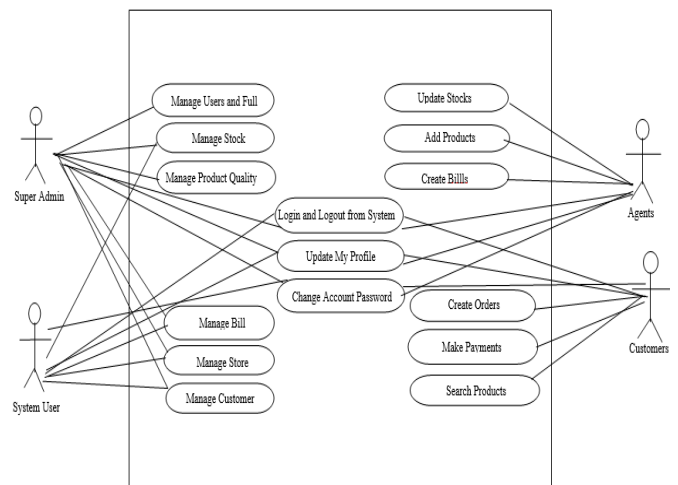 Manage Users and Full
Update Stocks
Manage Stock
Add Products
Manage Product Quality
Create Billls
Super Admin
Agents
Login and Logout from System
Update My Profile
Change Account Password
Manage Bill
Create Orders
Manage Store
Make Payments
Customers
Manage Customer
Search Products
System User